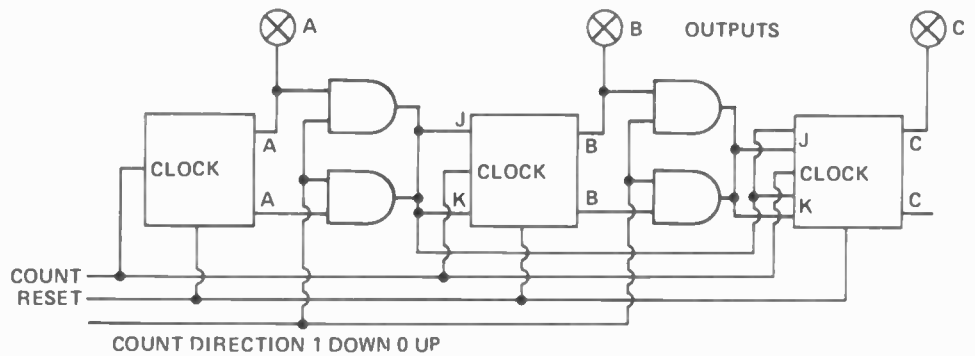 A
B
OUTPUTS
C
A
J
B
J
C
CLOCK
CLOCK
CLOCK
A
K
B
K
C
COUNT
RESET
COUNT DIRECTION 1 DOWN 0 UP